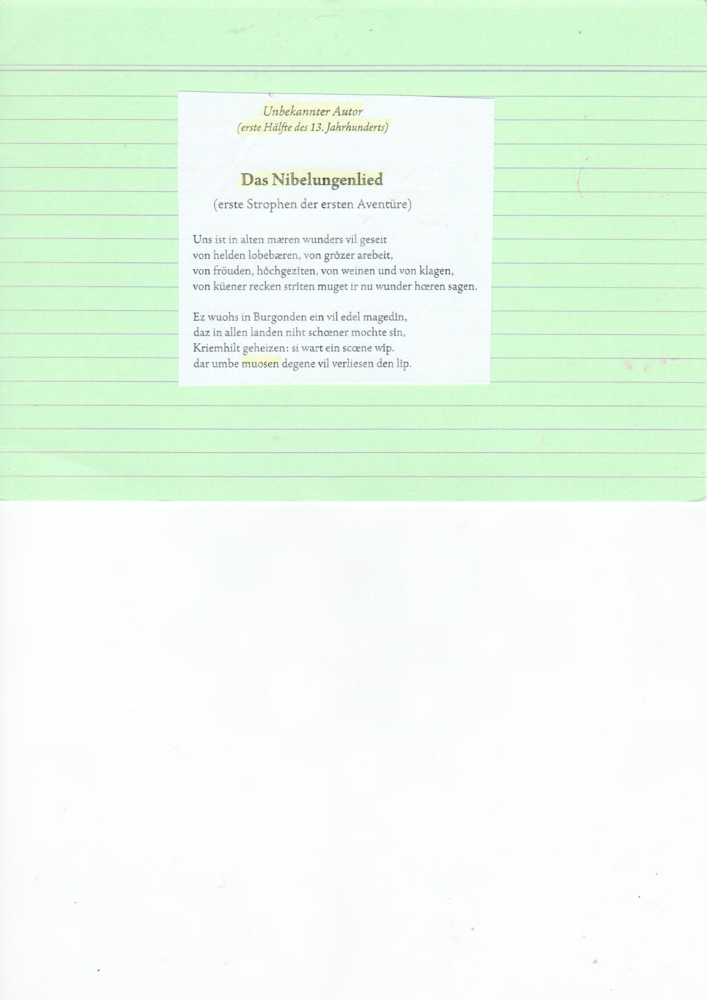 Unbekannter Autor
(erste Hälfte des 13. Jahrhunderts)
Das Nibelungenlied
(erste Strophen der ersten Aventüre)
Uns ist in alten mæren wunders vil geseit
von helden lobebæren, von grôzer arebeit,
von fröuden, hôchgezîten, von weinen und von klagen,
von küener recken strîten muget ir nu wunder hœren sagen.
Ez wuohs in Burgonden ein vil edel magedîn,
daz in allen landen niht schœner mochte sîn,
Kriemhilt geheizen: si wart ein scœne wîp.
dar umbe muosen degene vil verliesen den lîp.